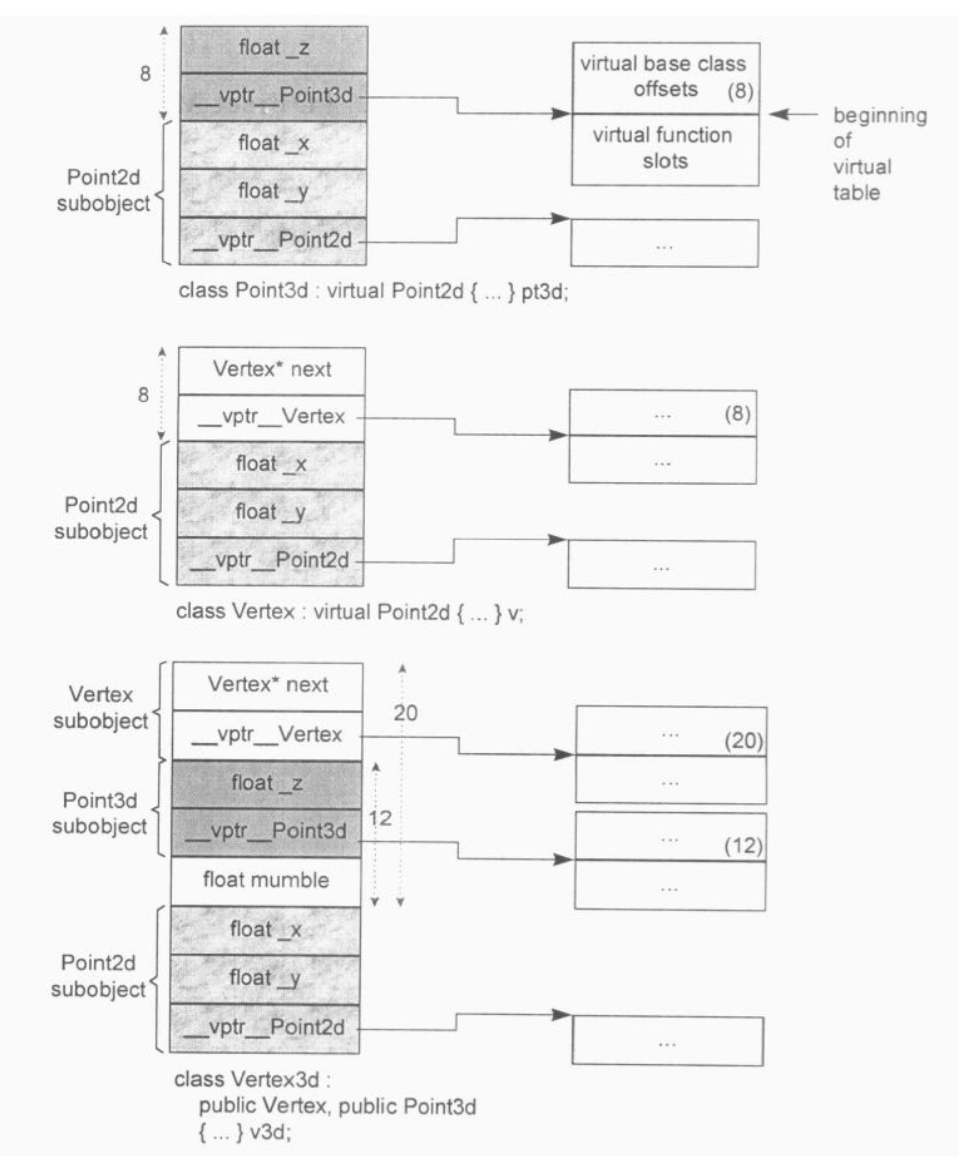 float _z
8
__vptr__Point3d
float _x
Point2d
subobject
float _y
__vptr__Point2d
virtual base class
offsets (8)
virtual function
slots
beginning
of
virtual
table
...
class Point3d : virtual Point2d { ... } pt3d;
Vertex* next
8
__vptr__Vertex
float _x
Point2d
subobject
float _y
__vptr__Point2d
... (8)
...
...
class Vertex : virtual Point2d { ... } v;
Vertex
subobject
Vertex* next
20
__vptr__Vertex
float _z
Point3d
subobject
12
__vptr__Point3d
float mumble
float _x
Point2d
subobject
float _y
__vptr__Point2d
... (20)
...
... (12)
...
...
class Vertex3d :
public Vertex, public Point3d
{ ... } v3d;